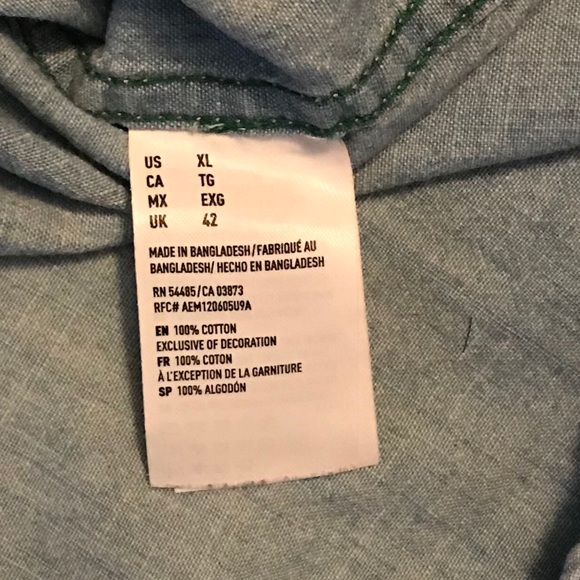 US XL
CA TG
MX EXG
UK 42
MADE IN BANGLADESH/FABRIQUÉ AU
BANGLADESH/ HECHO EN BANGLADESH
RN 54485/CA 03873
RFC# AEM120605U9A
EN 100% COTTON
EXCLUSIVE OF DECORATION
FR 100% COTON
À L'EXCEPTION DE LA GARNITURE
SP 100% ALGODÓN